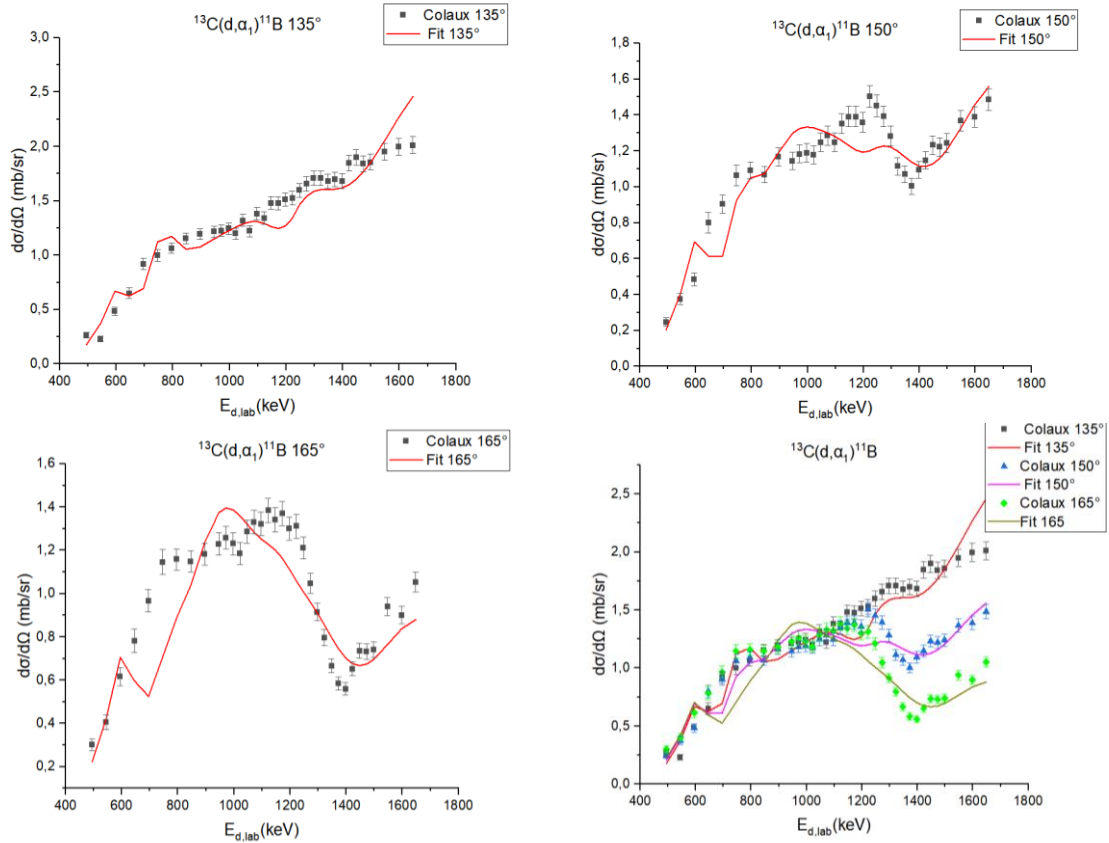 ¹³C(d,α₁)¹¹B 135°
Colaux 135°
Fit 135°
3,0
2,5
2,0
1,5
1,0
0,5
0,0
dσ/dΩ (mb/sr)
400 600 800 1000 1200 1400 1600 1800
E_d,lab(keV)
¹³C(d,α₁)¹¹B 150°
Colaux 150°
Fit 150°
1,8
1,6
1,4
1,2
1,0
0,8
0,6
0,4
0,2
0,0
dσ/dΩ (mb/sr)
400 600 800 1000 1200 1400 1600 1800
E_d,lab(keV)
¹³C(d,α₁)¹¹B 165°
Colaux 165°
Fit 165°
1,6
1,4
1,2
1,0
0,8
0,6
0,4
0,2
dσ/dΩ (mb/sr)
400 600 800 1000 1200 1400 1600 1800
E_d,lab(keV)
¹³C(d,α₁)¹¹B
Colaux 135°
Fit 135°
Colaux 150°
Fit 150°
Colaux 165°
Fit 165
2,5
2,0
1,5
1,0
0,5
0,0
dσ/dΩ (mb/sr)
400 600 800 1000 1200 1400 1600 1800
E_d,lab(keV)